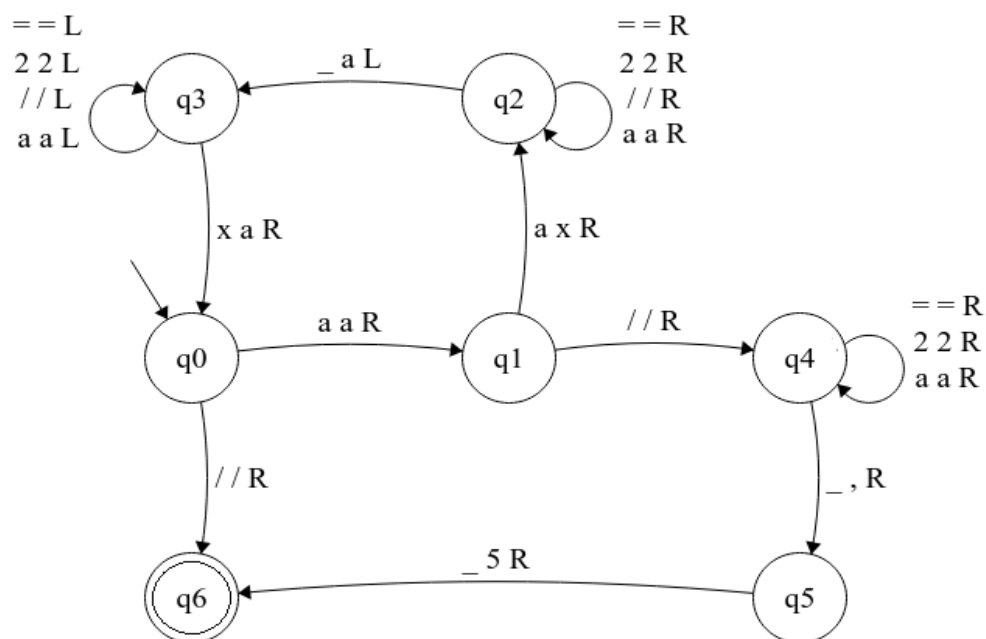 = = L
2 2 L
/ / L
a a L
q3
_ a L
q2
= = R
2 2 R
/ / R
a a R
x a R
a x R
q0
a a R
q1
/ / R
q4
= = R
2 2 R
a a R
/ / R
_ , R
q6
_ 5 R
q5